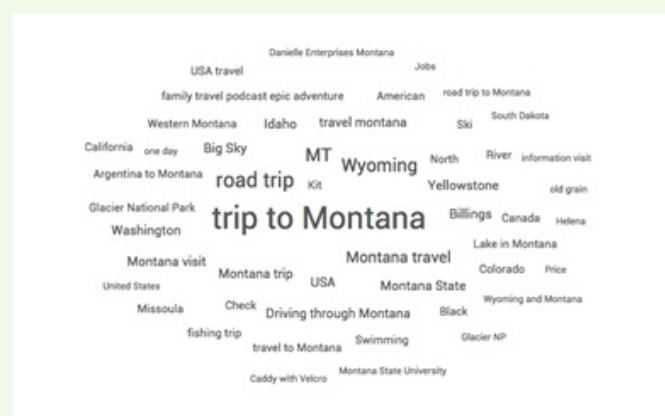 Danielle Enterprises Montana
USA travel Jobs
family travel podcast epic adventure American road trip to Montana
Western Montana Idaho travel montana Ski South Dakota
California one day Big Sky MT Wyoming North River information visit
Argentina to Montana road trip Kit Yellowstone old grain
Glacier National Park trip to Montana Billings Canada Helena
Washington Lake in Montana
Montana visit Montana trip USA Montana travel Colorado Price
United States Montana State Wyoming and Montana
Missoula Check Driving through Montana Black
fishing trip travel to Montana Swimming Glacier NP
Caddy with Velcro Montana State University